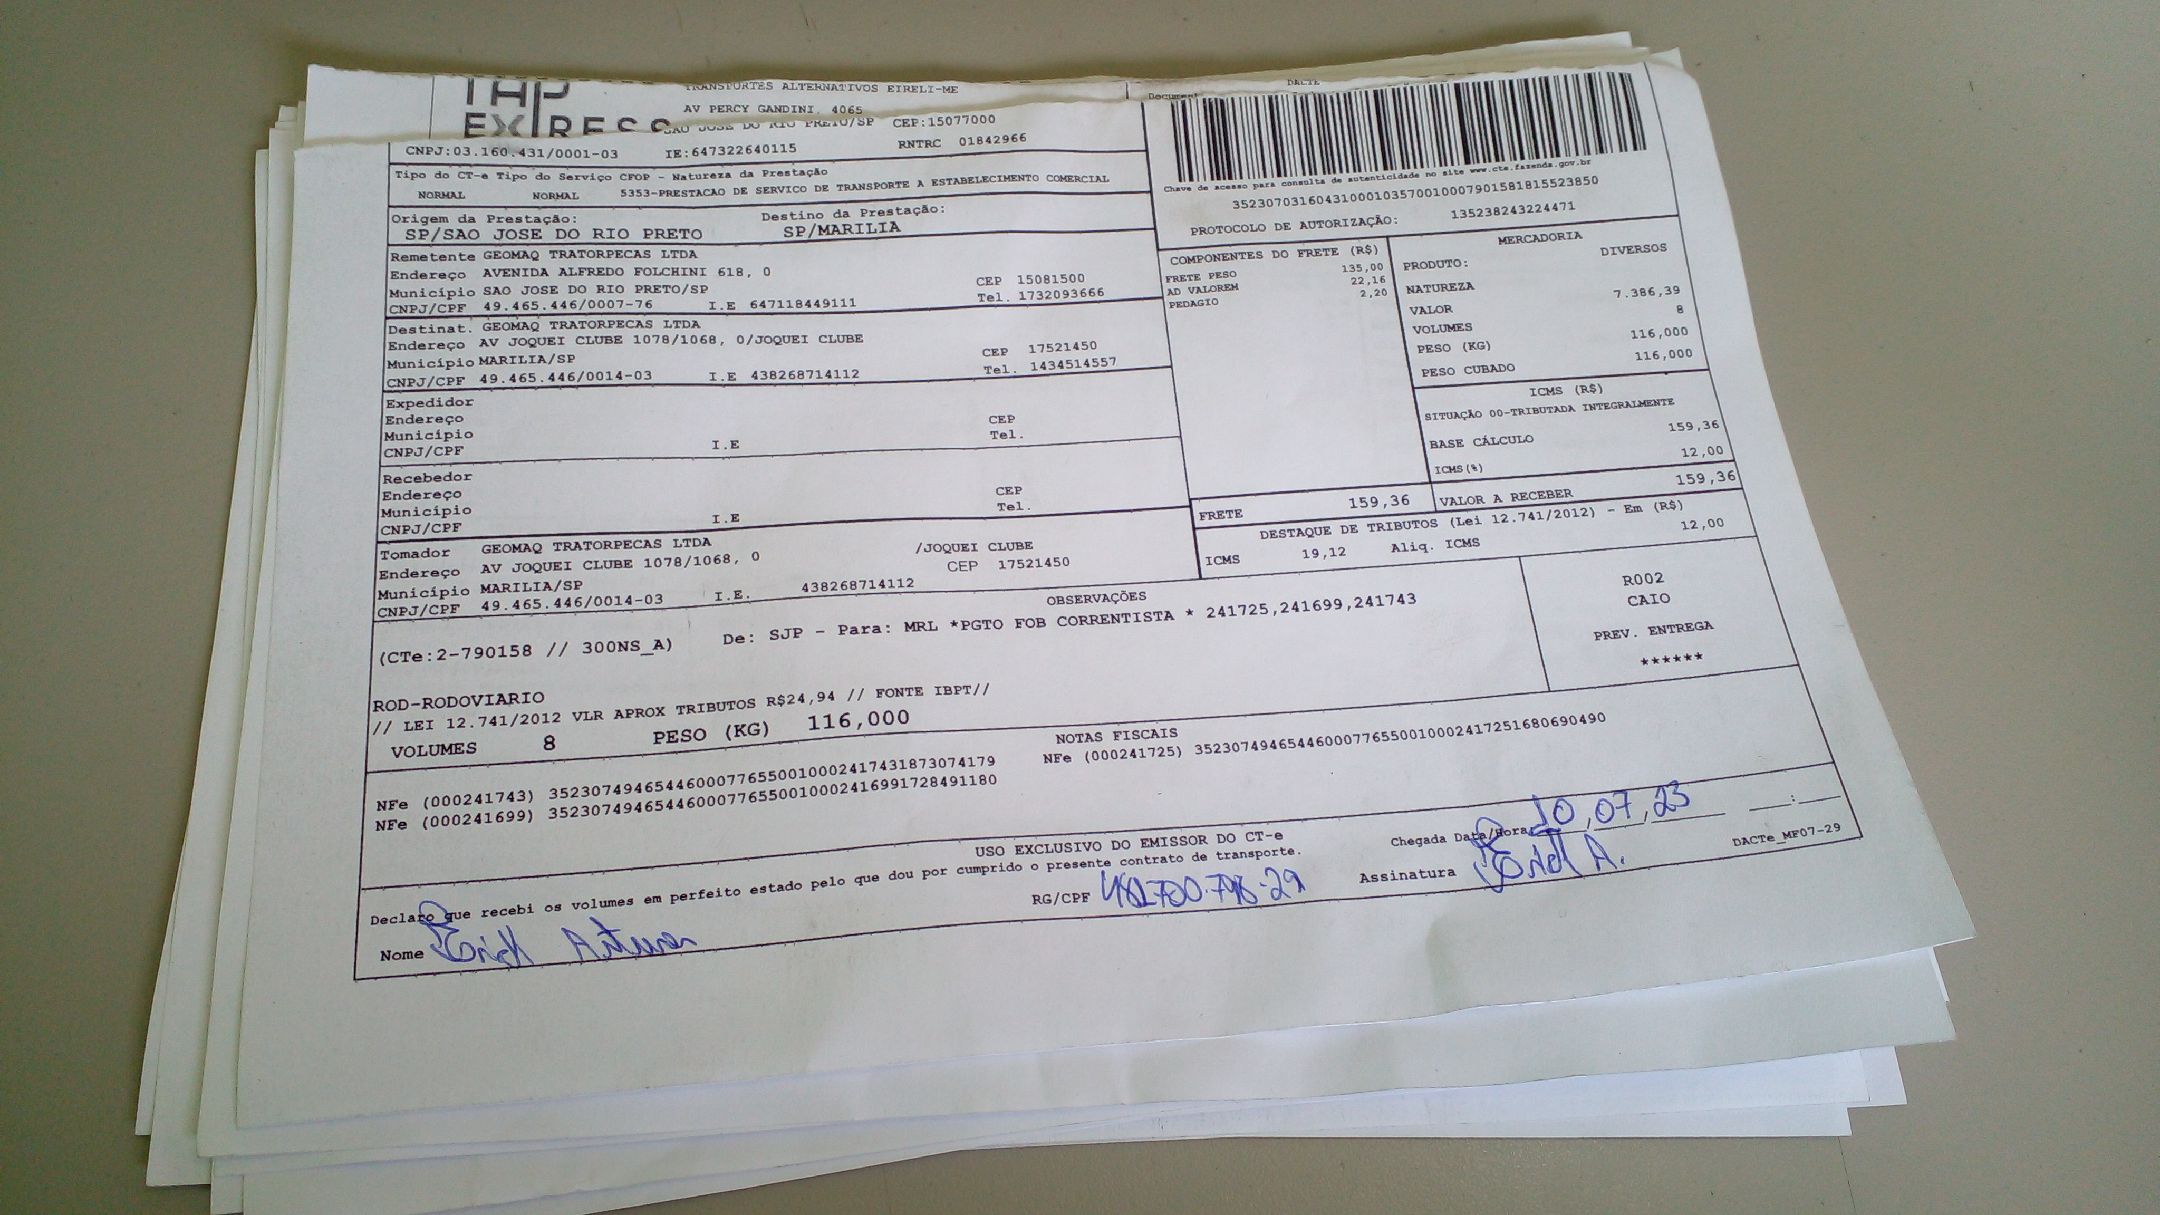 EXPRESS
TRANSPORTES ALTERNATIVOS EIRELI-ME
AV PERCY GANDINI, 4065
SAO JOSE DO RIO PRETO/SP CEP:15077000
CNPJ:03.160.431/0001-03 IE:647322640115 RNTRC 01842966
DACTE
Tipo do CT-e Tipo do Serviço CFOP - Natureza da Prestação
NORMAL NORMAL 5353-PRESTACAO DE SERVICO DE TRANSPORTE A ESTABELECIMENTO COMERCIAL
Chave de acesso para consulta de autenticidade no site www.cte.fazenda.gov.br
35230703160431000103570010007901581815523850
PROTOCOLO DE AUTORIZAÇÃO: 135238243224471
Origem da Prestação: Destino da Prestação:
SP/SAO JOSE DO RIO PRETO SP/MARILIA
Remetente GEOMAQ TRATORPECAS LTDA
Endereço AVENIDA ALFREDO FOLCHINI 618, 0 CEP 15081500
Município SAO JOSE DO RIO PRETO/SP Tel. 1732093666
CNPJ/CPF 49.465.446/0007-76 I.E 647118449111
Destinat. GEOMAQ TRATORPECAS LTDA
Endereço AV JOQUEI CLUBE 1078/1068, 0/JOQUEI CLUBE CEP 17521450
Município MARILIA/SP Tel. 1434514557
CNPJ/CPF 49.465.446/0014-03 I.E 438268714112
Expedidor
Endereço CEP
Município Tel.
CNPJ/CPF I.E
Recebedor
Endereço CEP
Município Tel.
CNPJ/CPF I.E
Tomador GEOMAQ TRATORPECAS LTDA /JOQUEI CLUBE
Endereço AV JOQUEI CLUBE 1078/1068, 0 CEP 17521450
Município MARILIA/SP
CNPJ/CPF 49.465.446/0014-03 I.E. 438268714112
COMPONENTES DO FRETE (R$)
FRETE PESO 135,00
AD VALOREM 22,16
PEDAGIO 2,20
FRETE 159,36
MERCADORIA
PRODUTO: DIVERSOS
NATUREZA
VALOR 7.386,39
VOLUMES 8
PESO (KG) 116,000
PESO CUBADO 116,000
ICMS (R$)
SITUAÇÃO 00-TRIBUTADA INTEGRALMENTE
BASE CÁLCULO 159,36
ICMS(%) 12,00
VALOR A RECEBER 159,36
DESTAQUE DE TRIBUTOS (Lei 12.741/2012) - Em (R$)
ICMS 19,12 Aliq. ICMS 12,00
OBSERVAÇÕES
(CTe:2-790158 // 300NS_A) De: SJP - Para: MRL *PGTO FOB CORRENTISTA * 241725,241699,241743
R002
CAIO
PREV. ENTREGA
******
ROD-RODOVIARIO
// LEI 12.741/2012 VLR APROX TRIBUTOS R$24,94 // FONTE IBPT//
VOLUMES 8 PESO (KG) 116,000
NOTAS FISCAIS
NFe (000241743) 35230749465446000776550010002417431873074179 NFe (000241725) 35230749465446000776550010002417251680690490
NFe (000241699) 35230749465446000776550010002416991728491180
USO EXCLUSIVO DO EMISSOR DO CT-e
Declaro que recebi os volumes em perfeito estado pelo que dou por cumprido o presente contrato de transporte.
Chegada Data/Hora 10,07,23 __:__
Nome Erick Artur RG/CPF Assinatura Erick A.
DACTe_MF07-29